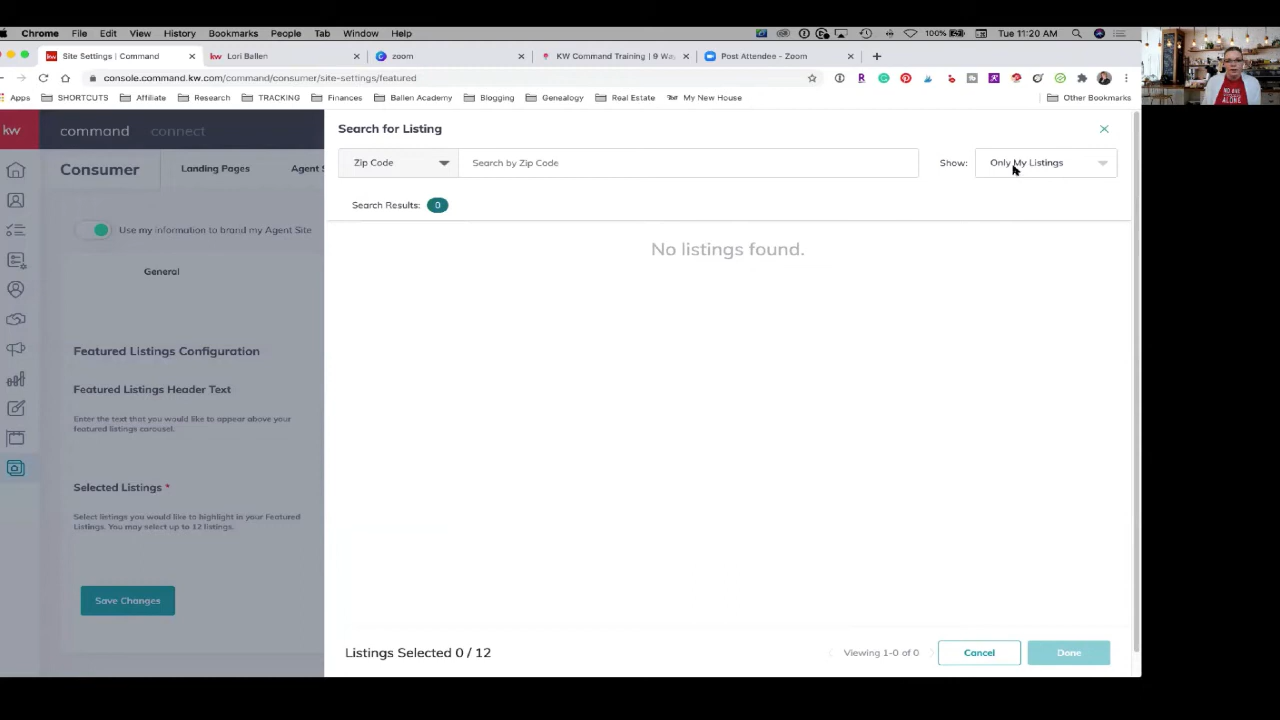 Chrome File Edit View History Bookmarks People Tab Window Help
100% Tue 11:20 AM
Site Settings | Command
Lori Ballen
zoom
KW Command Training | 9 Wa
Post Attendee - Zoom
console.command.kw.com/command/consumer/site-settings/featured
Apps SHORTCUTS Affiliate Research TRACKING Finances Ballen Academy Blogging Genealogy Real Estate My New House Other Bookmarks
kw command connect
Consumer Landing Pages Agent S
Use my information to brand my Agent Site
General
Featured Listings Configuration
Featured Listings Header Text
Enter the text that you would like to appear above your
featured listings carousel.
Selected Listings *
Select listings you would like to highlight in your Featured
Listings. You may select up to 12 listings.
Save Changes
Search for Listing
Zip Code Search by Zip Code Show: Only My Listings
Search Results: 0
No listings found.
Listings Selected 0 / 12
Viewing 1-0 of 0
Cancel
Done
NO ONE
ALONE